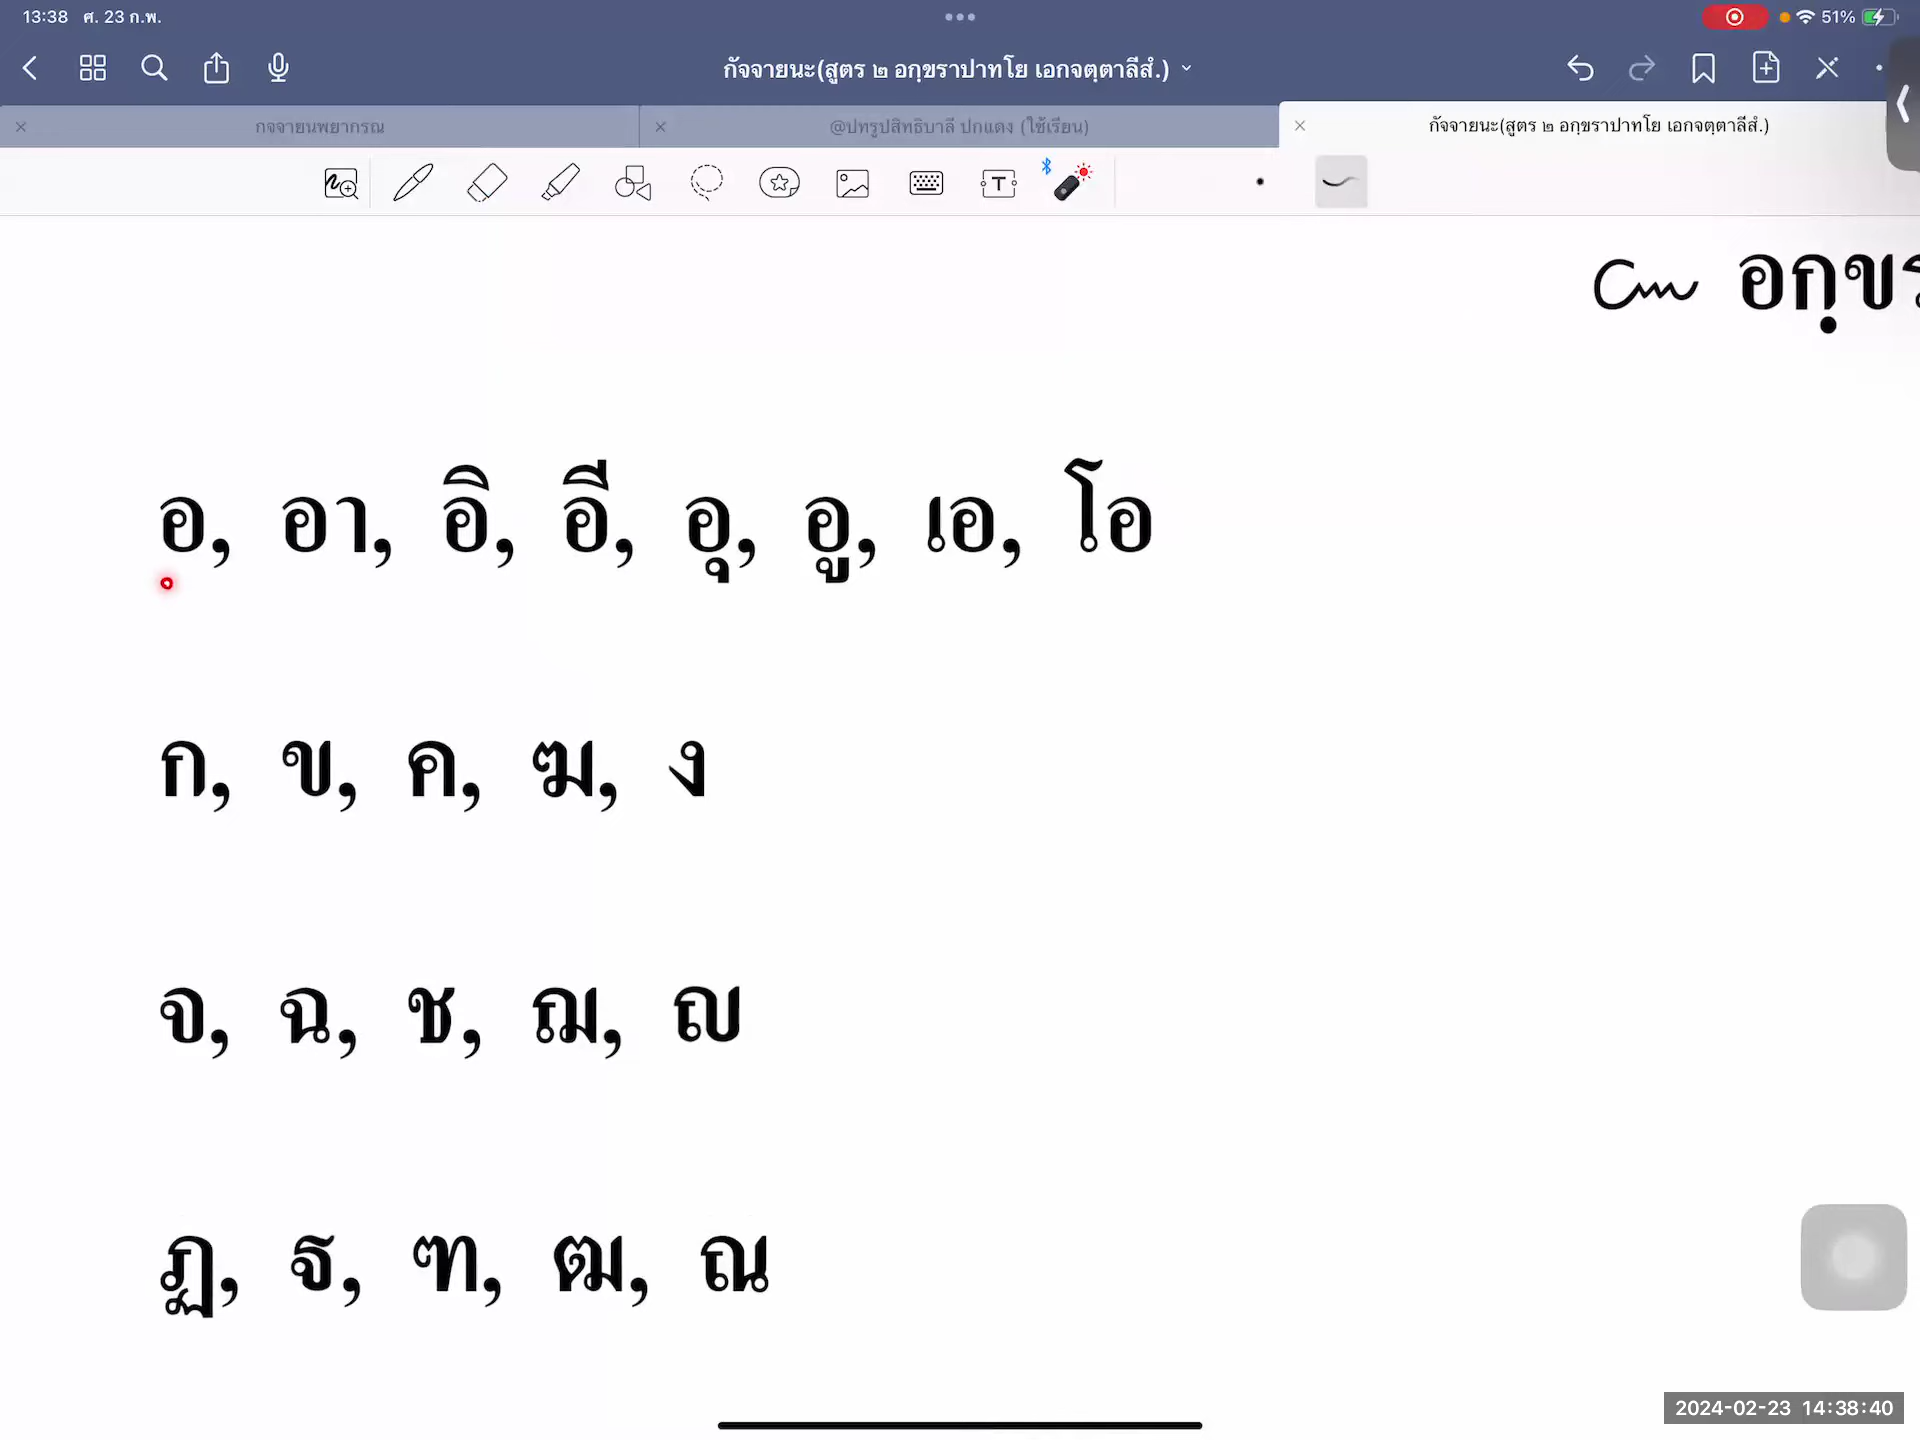 13:38 ศ. 23 ก.พ.
51%
กัจจายนะ(สูตร ๒ อกฺขราปาทโย เอกจตฺตาลีสํ.)
กจจายนพยากรณ
@ปทรูปสิทธิบาลี ปกแดง (ใช้เรียน)
กัจจายนะ(สูตร ๒ อกฺขราปาทโย เอกจตฺตาลีสํ.)
อกฺขร
อ, อา, อิ, อี, อุ, อู, เอ, โอ
ก, ข, ค, ฆ, ง
จ, ฉ, ช, ฌ, ญ
ฏ, ฐ, ฑ, ฒ, ณ
2024-02-23 14:38:40